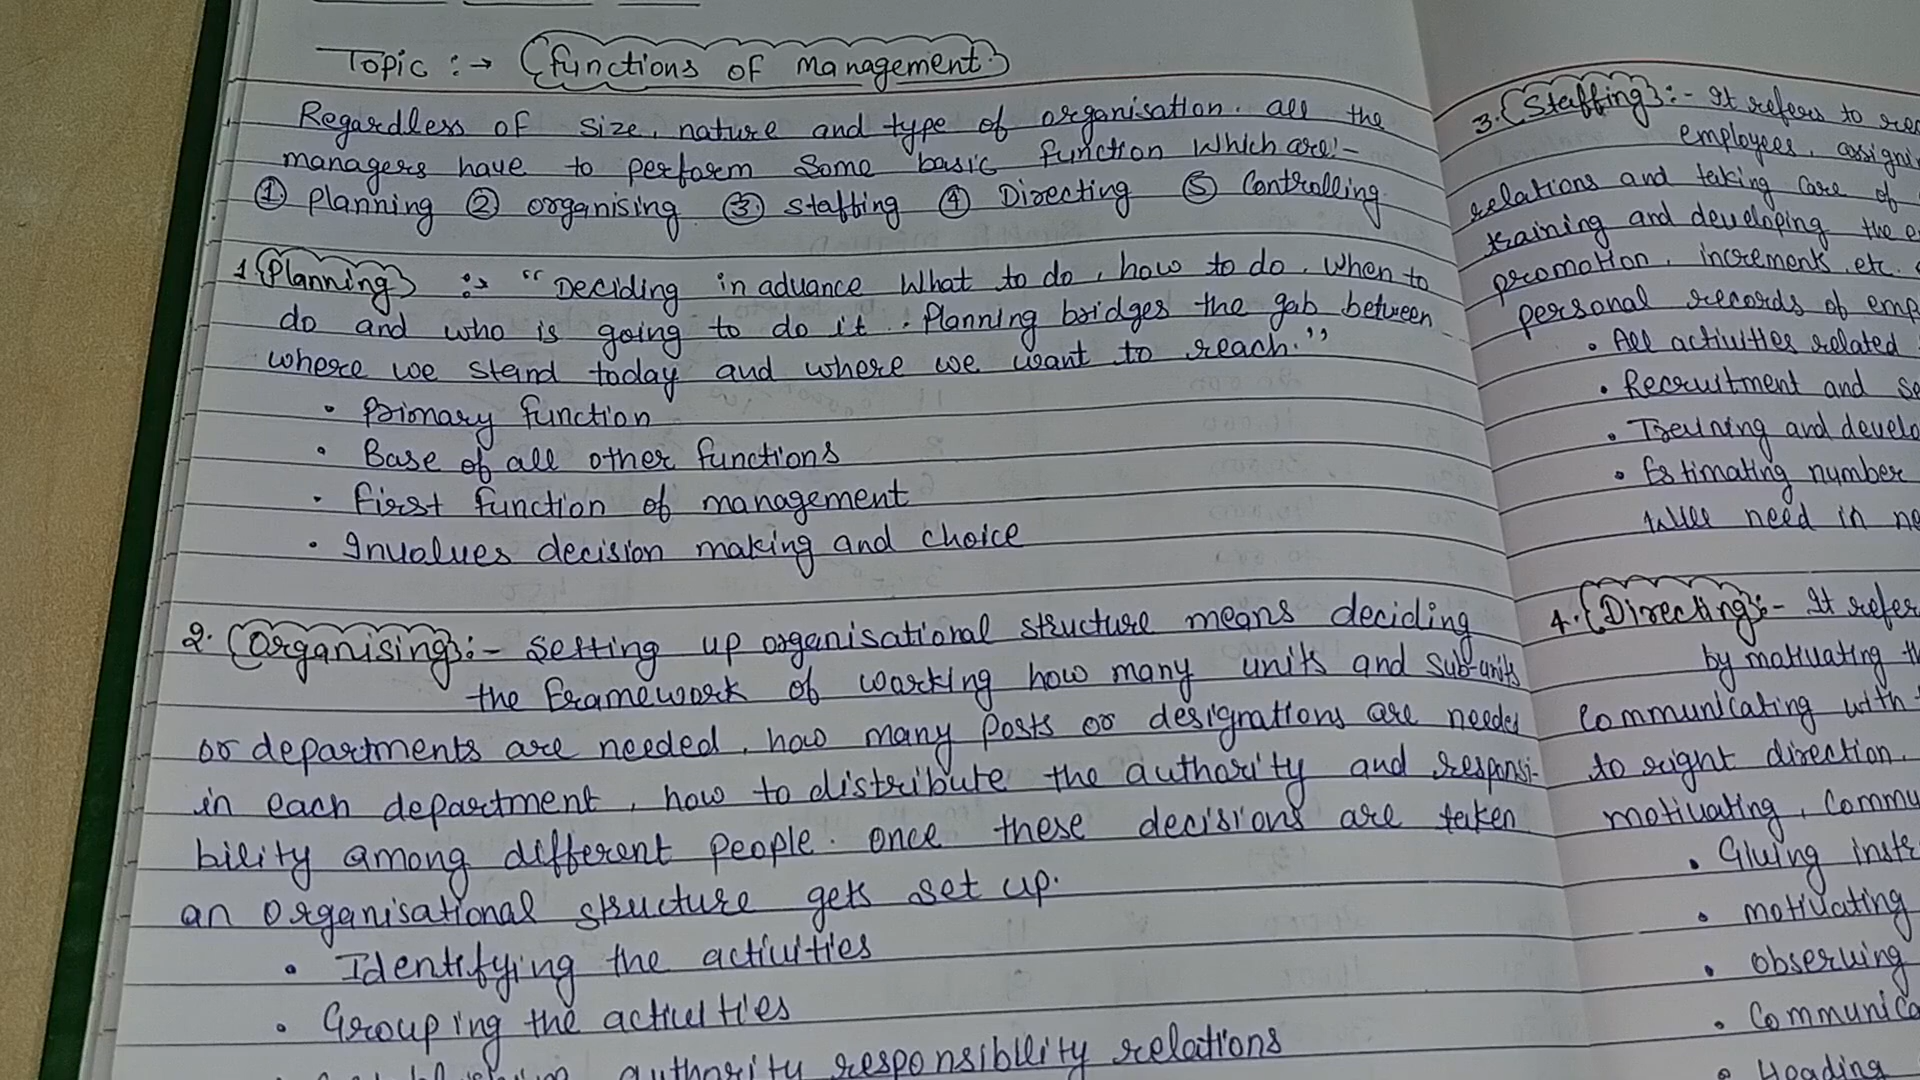 Topic :→ {Functions of management}
Regardless of size, nature and type of organisation. all the
managers have to perform some basic function which are:-
① Planning ② organising ③ staffing ④ Directing ⑤ Controlling
1 {Planning} :→ "Deciding in advance What to do, how to do, When to
do and who is going to do it. Planning bridges the gap between
where we stand today and where we want to reach."
• Primary function
• Base of all other functions
• First function of management
• Involves decision making and choice
2. {Organising}:- Setting up organisational structure means deciding
the framework of working how many units and sub-units
or departments are needed, how many Posts or designations are needed
in each department, how to distribute the authority and responsi-
bility among different people. once these decisions are taken
an organisational structure gets set up.
• Identifying the activities
• Grouping the activities
authority responsibility relations
3. {Staffing}:- It refers to
employees,
relations and taking care of
training and developing the
promotion, increment etc.
personal records of
• All activities related
• Recruitment and
• Training and
• Estimating number
will need in
4. {Directing}:- It
by motivating
Communicating with
to right direction.
motivating,
• Giving
• motivating
• observing
•
•